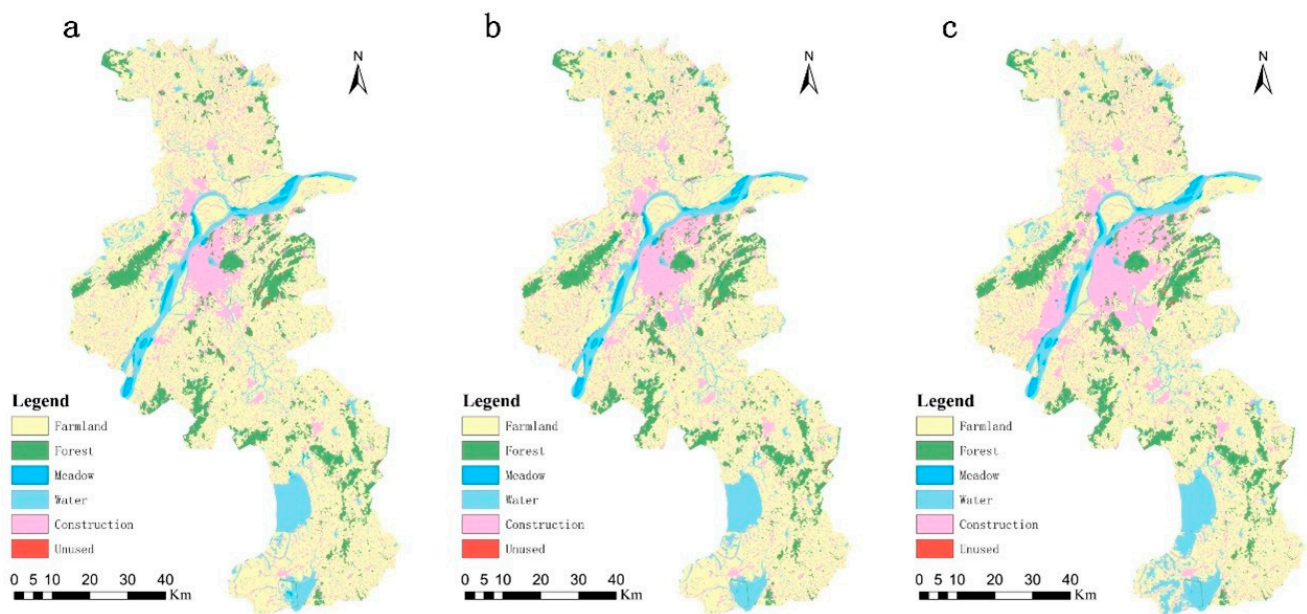 a
N
Legend
Farmland
Forest
Meadow
Water
Construction
Unused
0 5 10 20 30 40
Km
b
N
Legend
Farmland
Forest
Meadow
Water
Construction
Unused
0 5 10 20 30 40
Km
c
N
Legend
Farmland
Forest
Meadow
Water
Construction
Unused
0 5 10 20 30 40
Km